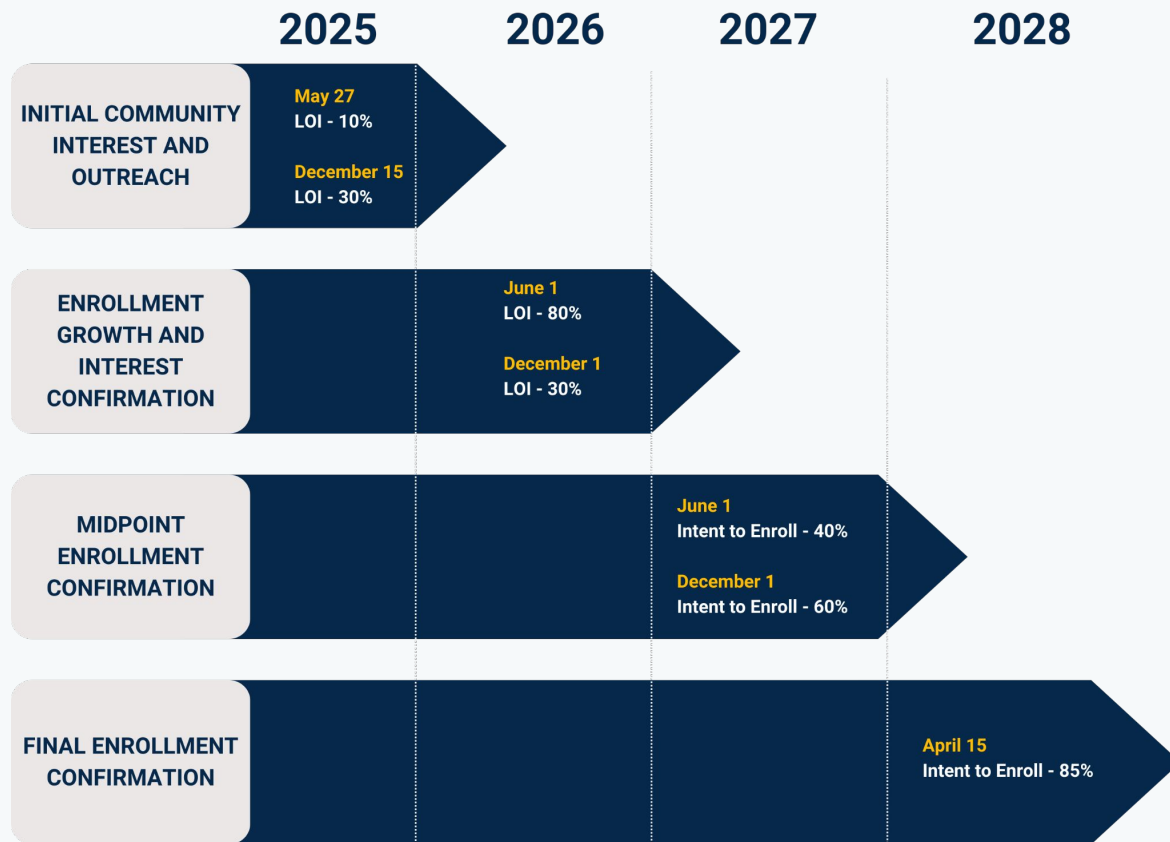 2025 2026 2027 2028
INITIAL COMMUNITY
INTEREST AND
OUTREACH
May 27
LOI - 10%
December 15
LOI - 30%
ENROLLMENT
GROWTH AND
INTEREST
CONFIRMATION
June 1
LOI - 80%
December 1
LOI - 30%
MIDPOINT
ENROLLMENT
CONFIRMATION
June 1
Intent to Enroll - 40%
December 1
Intent to Enroll - 60%
FINAL ENROLLMENT
CONFIRMATION
April 15
Intent to Enroll - 85%